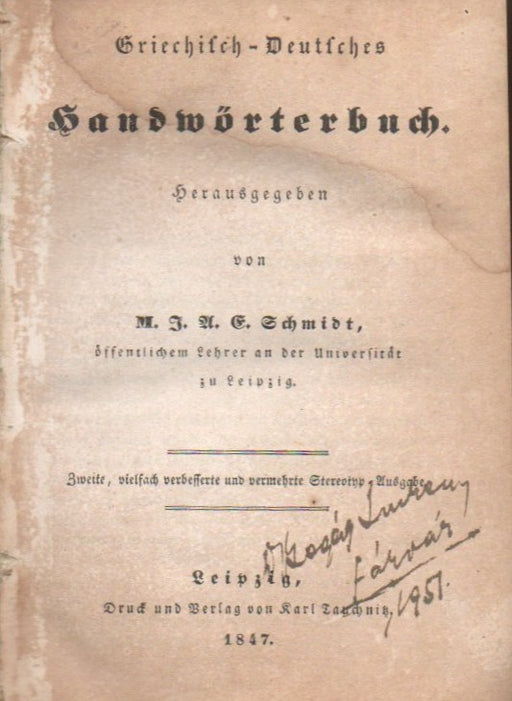 Griechisch-Deutsches
Handwörterbuch.
Herausgegeben
von
M. J. A. E. Schmidt,
öffentlichem Lehrer an der Universität
zu Leipzig.
Zweite, vielfach verbesserte und vermehrte Stereotyp-Ausgabe.
Leipzig,
Druck und Verlag von Karl Tauchnitz,
1847.
Sárvár,
1951.